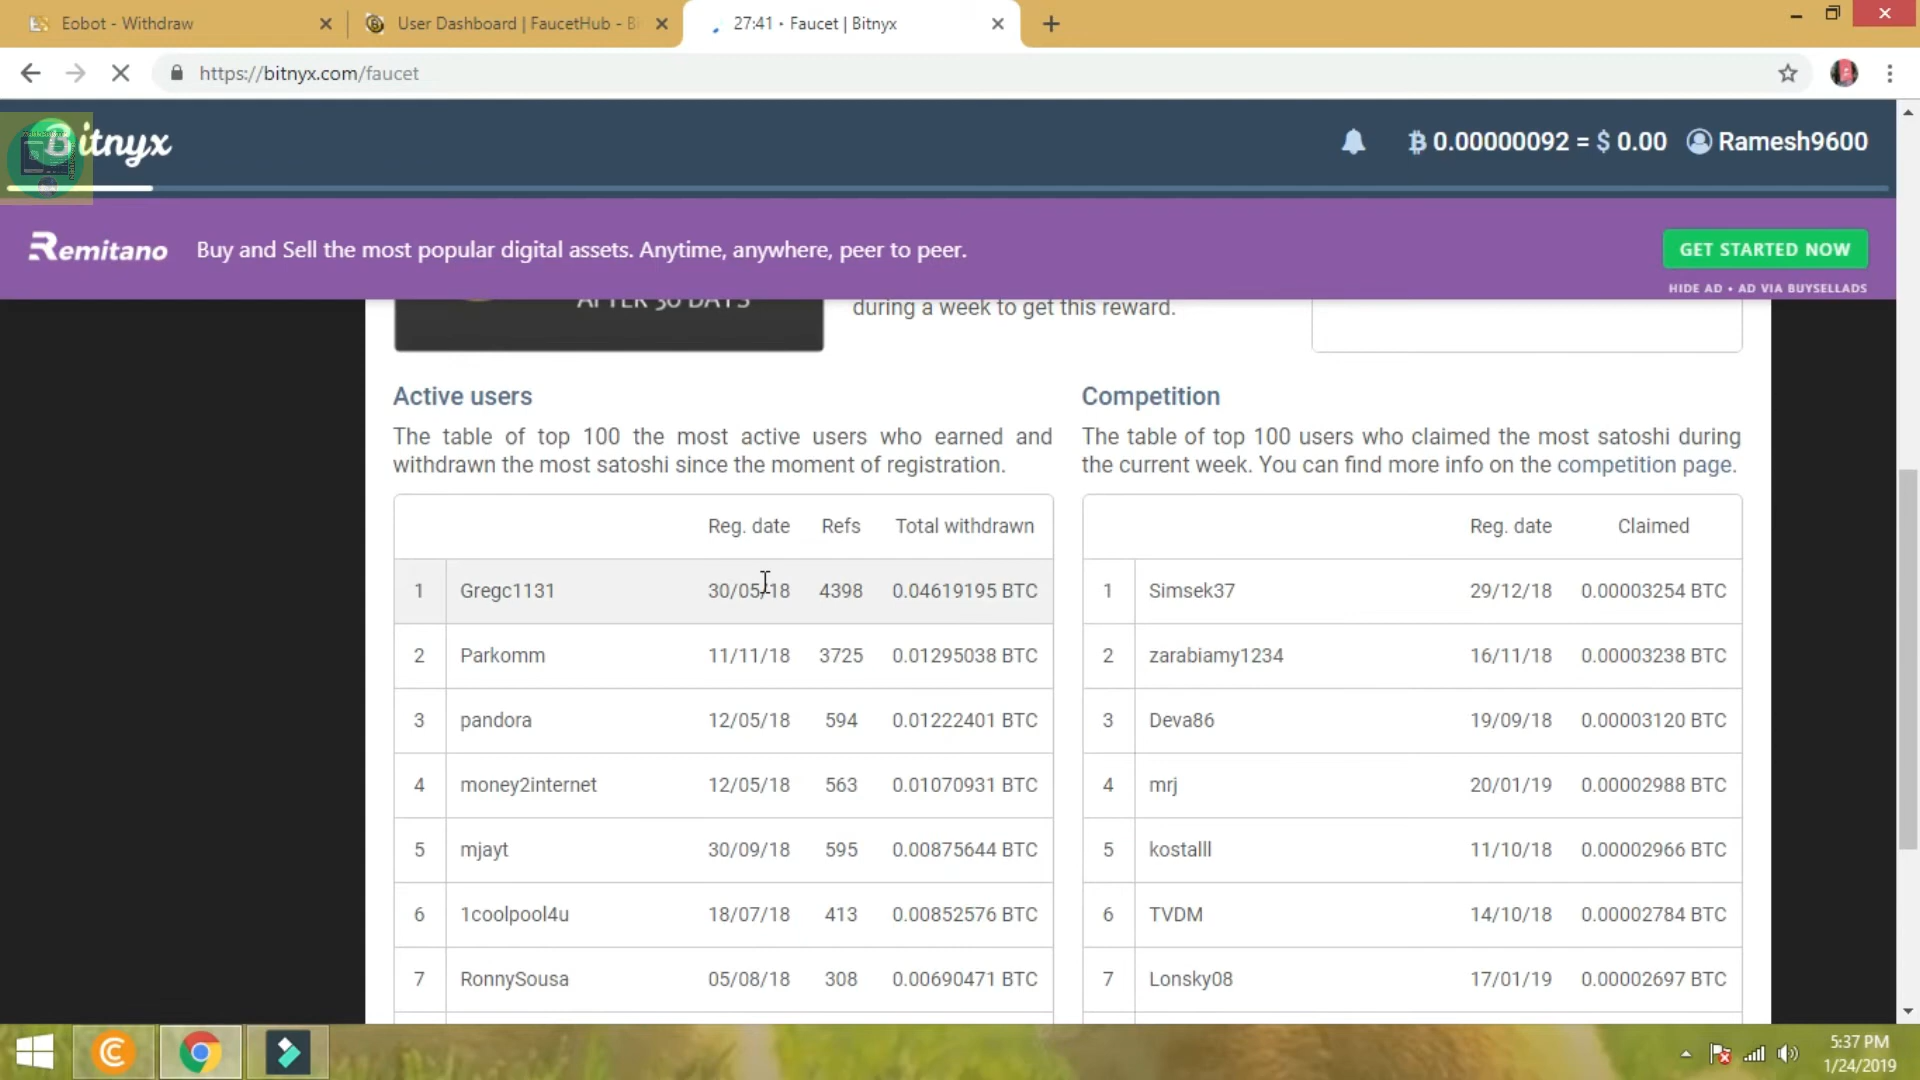 Eobot - Withdraw
User Dashboard | FaucetHub - Bi
27:41 • Faucet | Bitnyx
https://bitnyx.com/faucet
Bitnyx
0.00000092 = $ 0.00
Ramesh9600
Remitano
Buy and Sell the most popular digital assets. Anytime, anywhere, peer to peer.
GET STARTED NOW
HIDE AD • AD VIA BUYSELLADS
AFTER 30 DAYS
during a week to get this reward.
Active users
The table of top 100 the most active users who earned and
withdrawn the most satoshi since the moment of registration.
Reg. date Refs Total withdrawn
1 Gregc1131 30/05/18 4398 0.04619195 BTC
2 Parkomm 11/11/18 3725 0.01295038 BTC
3 pandora 12/05/18 594 0.01222401 BTC
4 money2internet 12/05/18 563 0.01070931 BTC
5 mjayt 30/09/18 595 0.00875644 BTC
6 1coolpool4u 18/07/18 413 0.00852576 BTC
7 RonnySousa 05/08/18 308 0.00690471 BTC
Competition
The table of top 100 users who claimed the most satoshi during
the current week. You can find more info on the competition page.
Reg. date Claimed
1 Simsek37 29/12/18 0.00003254 BTC
2 zarabiamy1234 16/11/18 0.00003238 BTC
3 Deva86 19/09/18 0.00003120 BTC
4 mrj 20/01/19 0.00002988 BTC
5 kostalll 11/10/18 0.00002966 BTC
6 TVDM 14/10/18 0.00002784 BTC
7 Lonsky08 17/01/19 0.00002697 BTC
5:37 PM
1/24/2019